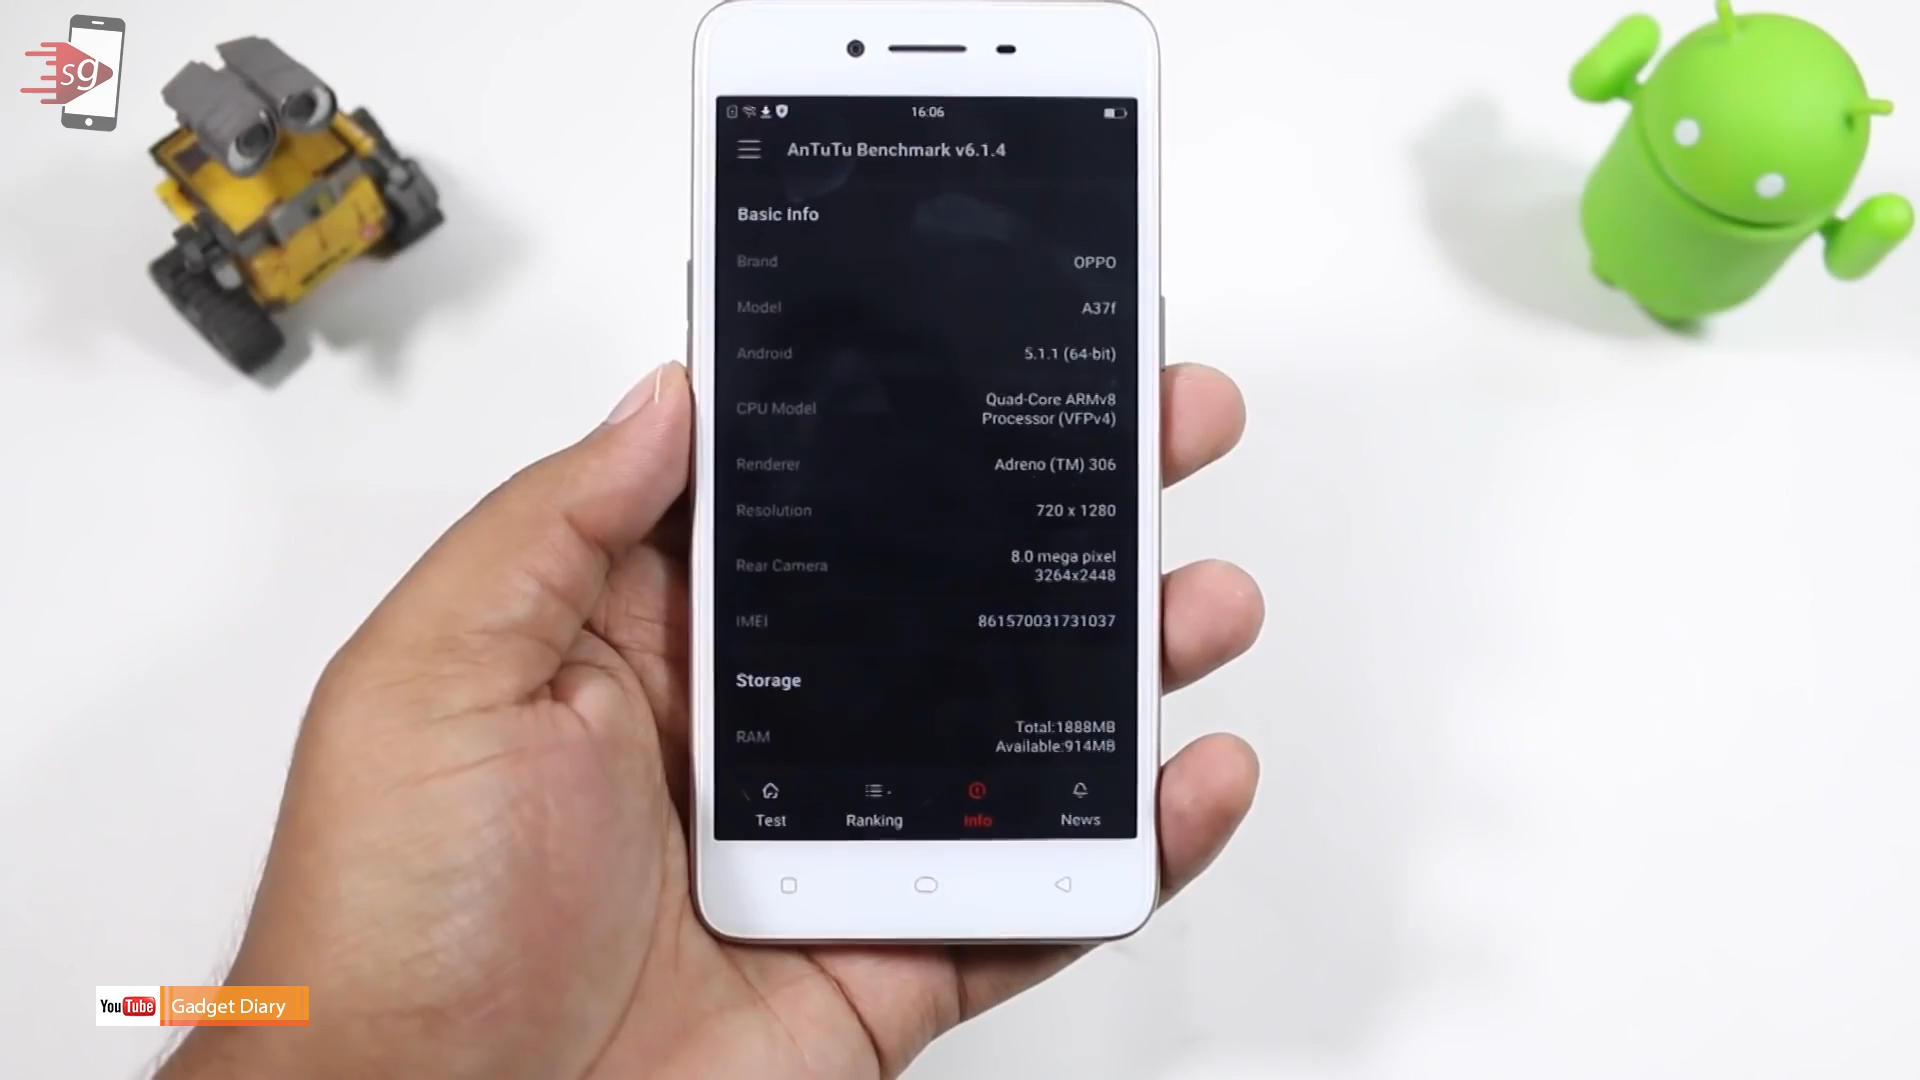 sg
16:06
AnTuTu Benchmark v6.1.4
Basic Info
Brand OPPO
Model A37f
Android 5.1.1 (64-bit)
CPU Model Quad-Core ARMv8
Processor (VFPv4)
Renderer Adreno (TM) 306
Resolution 720 x 1280
Rear Camera 8.0 mega pixel
3264x2448
IMEI 861570031731037
Storage
RAM Total:1888MB
Available:914MB
Test Ranking Info News
YouTube Gadget Diary